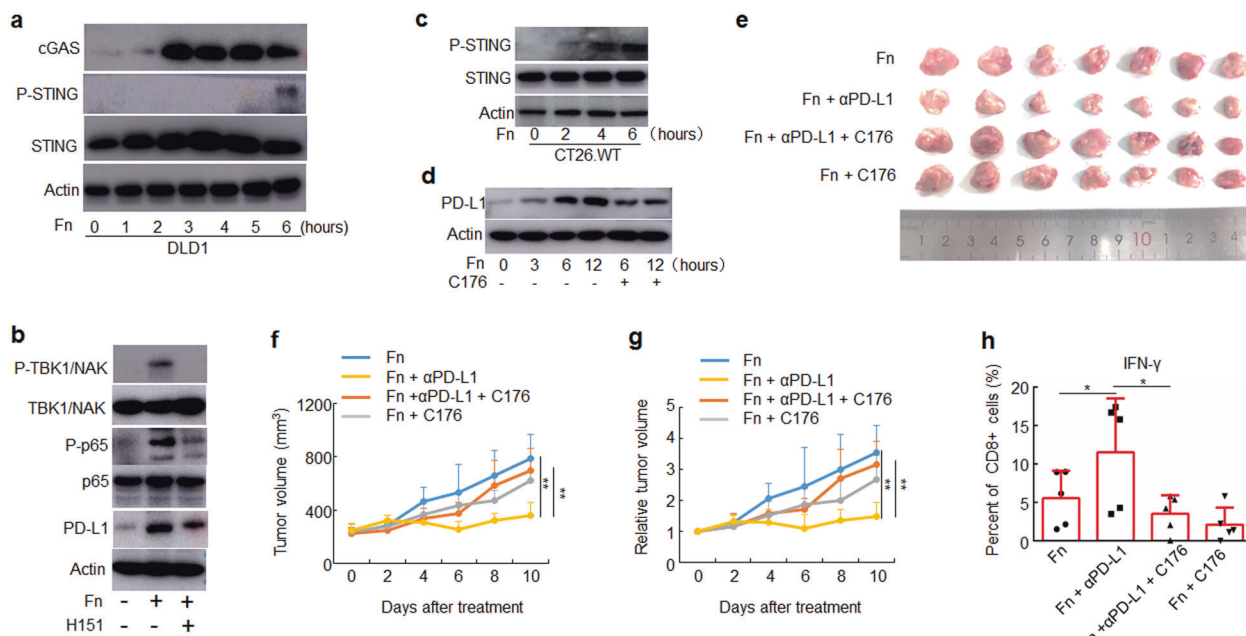 a
cGAS
P-STING
STING
Actin
Fn 0 1 2 3 4 5 6 (hours)
DLD1
b
P-TBK1/NAK
TBK1/NAK
P-p65
p65
PD-L1
Actin
Fn - + +
H151 - - +
c
P-STING
STING
Actin
Fn 0 2 4 6 (hours)
CT26.WT
d
PD-L1
Actin
Fn 0 3 6 12 6 12 (hours)
C176 - - - - + +
e
Fn
Fn + αPD-L1
Fn + αPD-L1 + C176
Fn + C176
1 2 3 4 5 6 7 8 9 10 1 2 3 4
f
Fn
Fn + αPD-L1
Fn +αPD-L1 + C176
Fn + C176
Tumor volume (mm³)
1200
800
400
0
** **
0 2 4 6 8 10
Days after treatment
g
Fn
Fn + αPD-L1
Fn + αPD-L1 + C176
Fn + C176
Relative tumor volume
5
4
3
2
1
0
** **
0 2 4 6 8 10
Days after treatment
h
IFN-γ
Percent of CD8+ cells (%)
20
15
10
5
0
* *
Fn
Fn + αPD-L1
+αPD-L1 + C176
Fn + C176